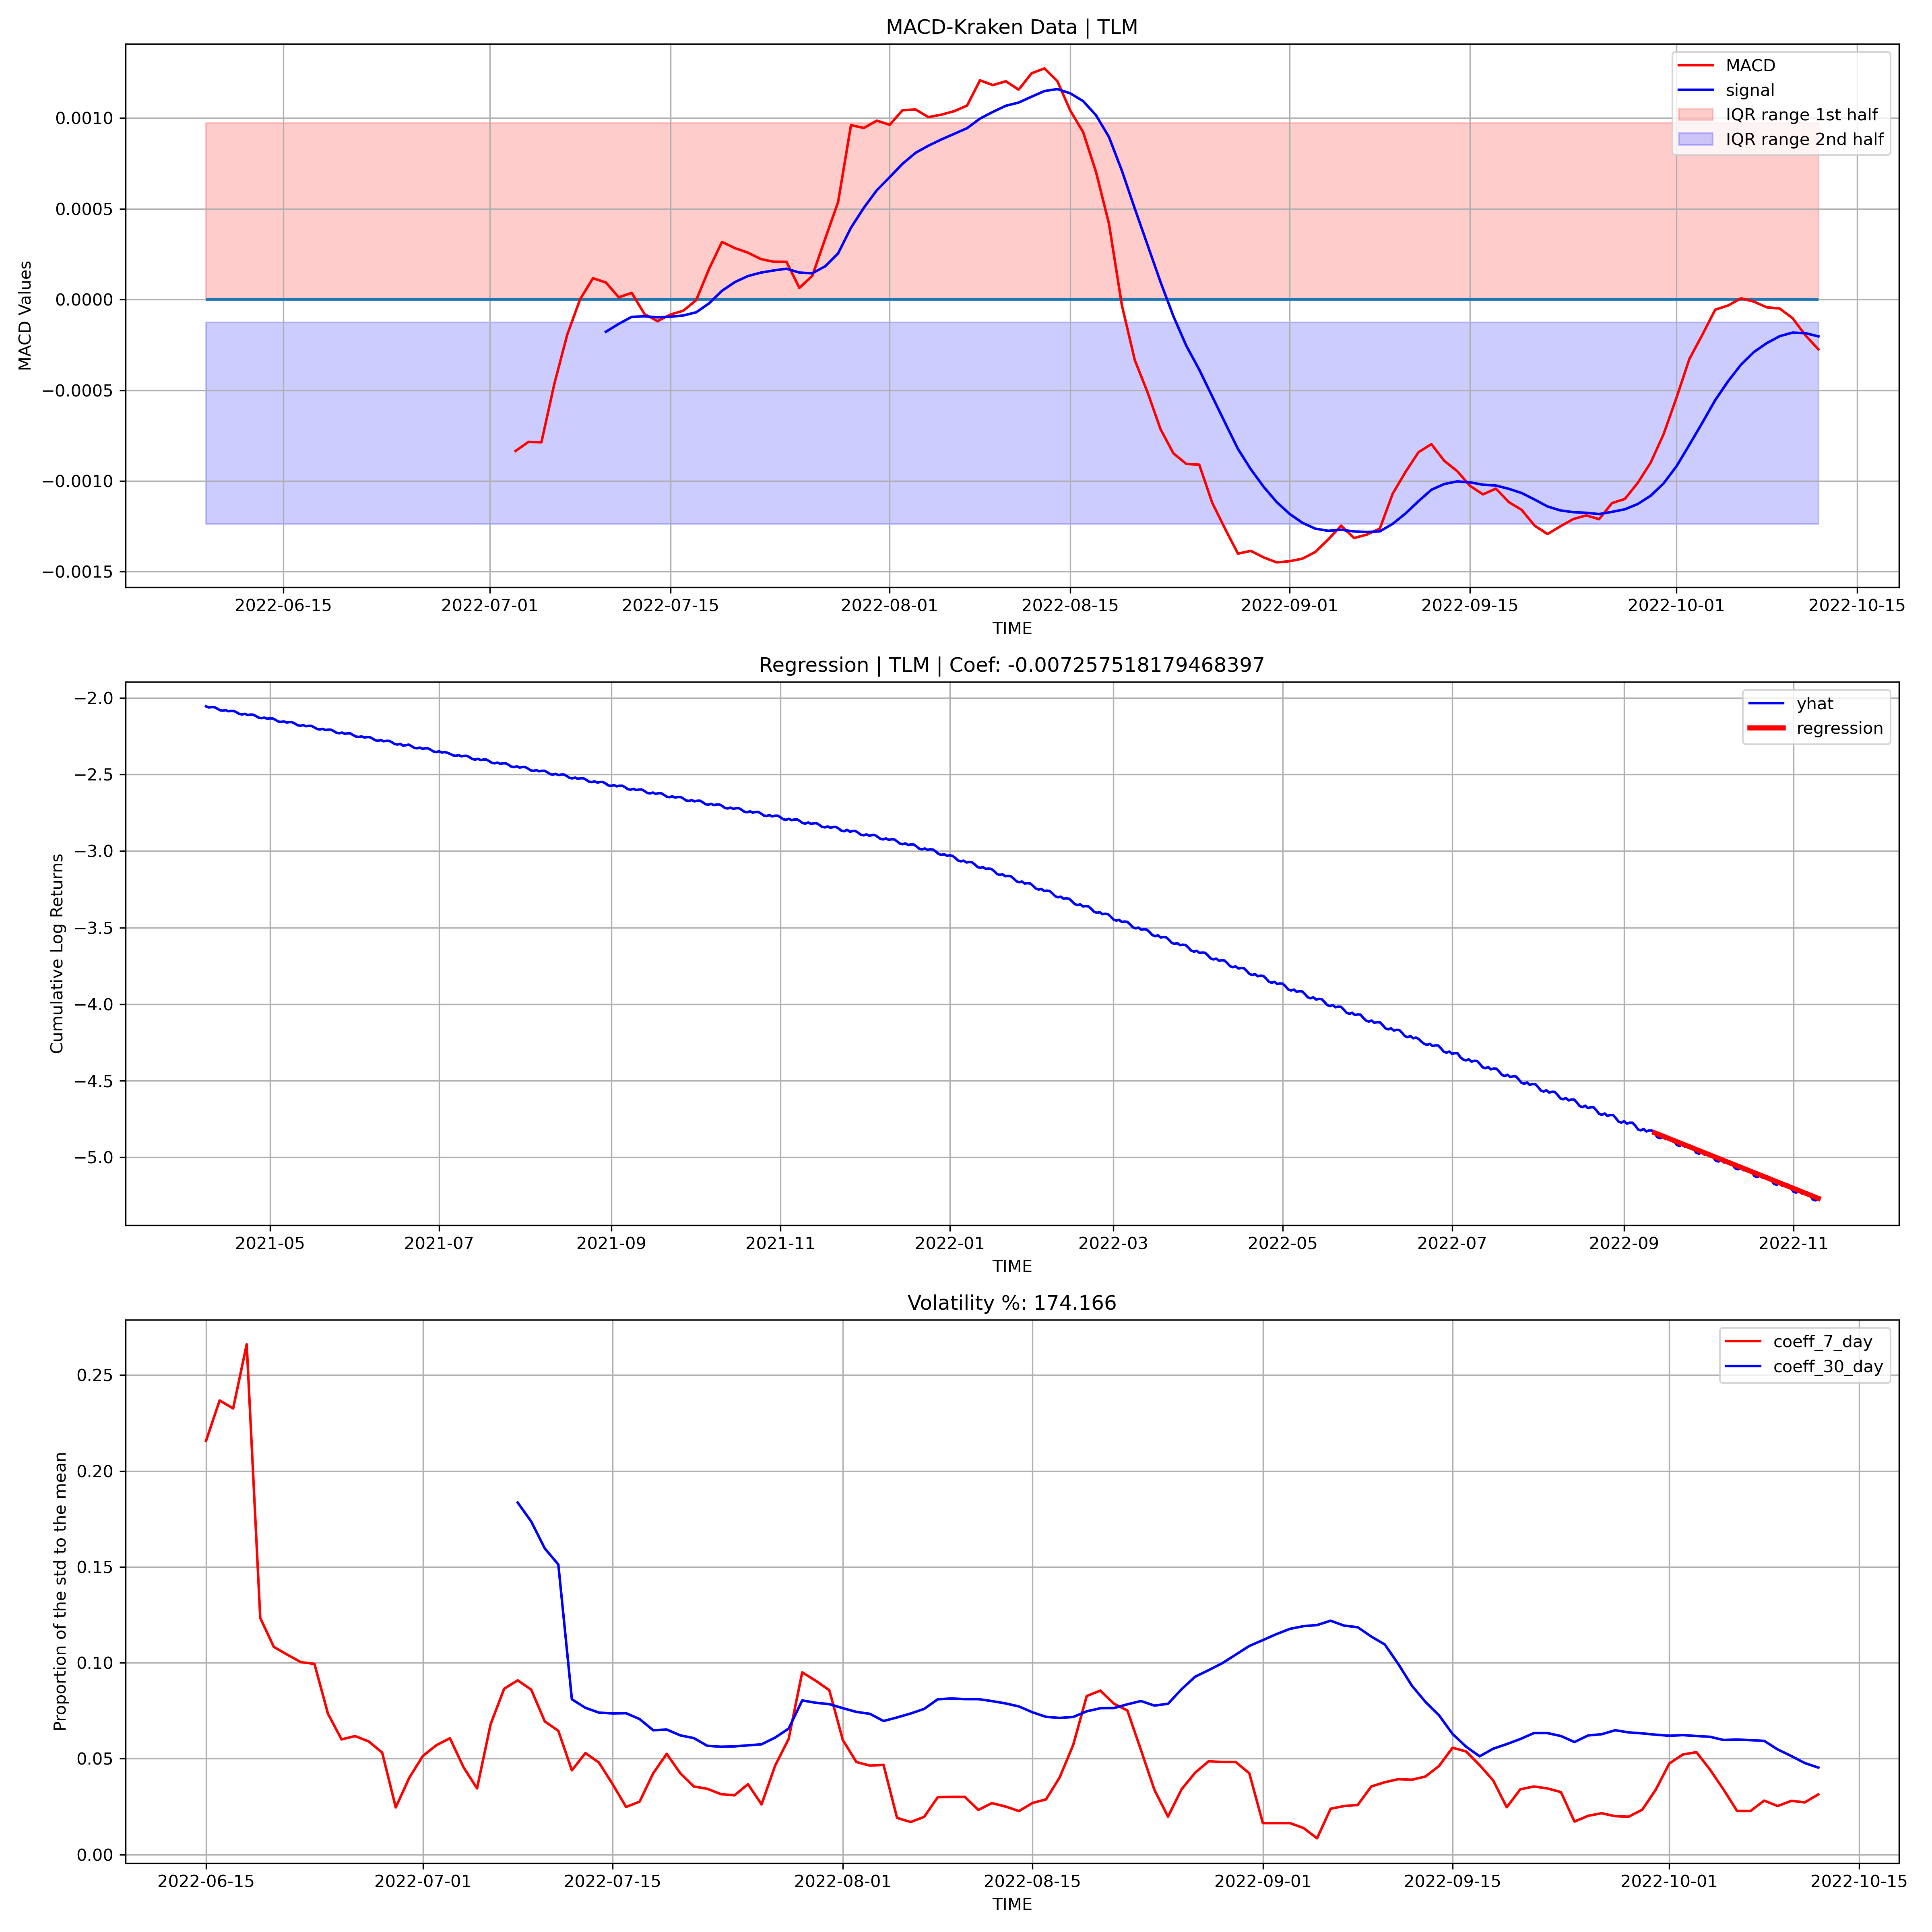 MACD-Kraken Data | TLM
MACD
signal
IQR range 1st half
IQR range 2nd half
MACD Values
0.0010
0.0005
0.0000
−0.0005
−0.0010
−0.0015
2022-06-15 2022-07-01 2022-07-15 2022-08-01 2022-08-15 2022-09-01 2022-09-15 2022-10-01 2022-10-15
TIME
Regression | TLM | Coef: -0.007257518179468397
yhat
regression
Cumulative Log Returns
−2.0
−2.5
−3.0
−3.5
−4.0
−4.5
−5.0
2021-05 2021-07 2021-09 2021-11 2022-01 2022-03 2022-05 2022-07 2022-09 2022-11
TIME
Volatility %: 174.166
coeff_7_day
coeff_30_day
Proportion of the std to the mean
0.25
0.20
0.15
0.10
0.05
0.00
2022-06-15 2022-07-01 2022-07-15 2022-08-01 2022-08-15 2022-09-01 2022-09-15 2022-10-01 2022-10-15
TIME